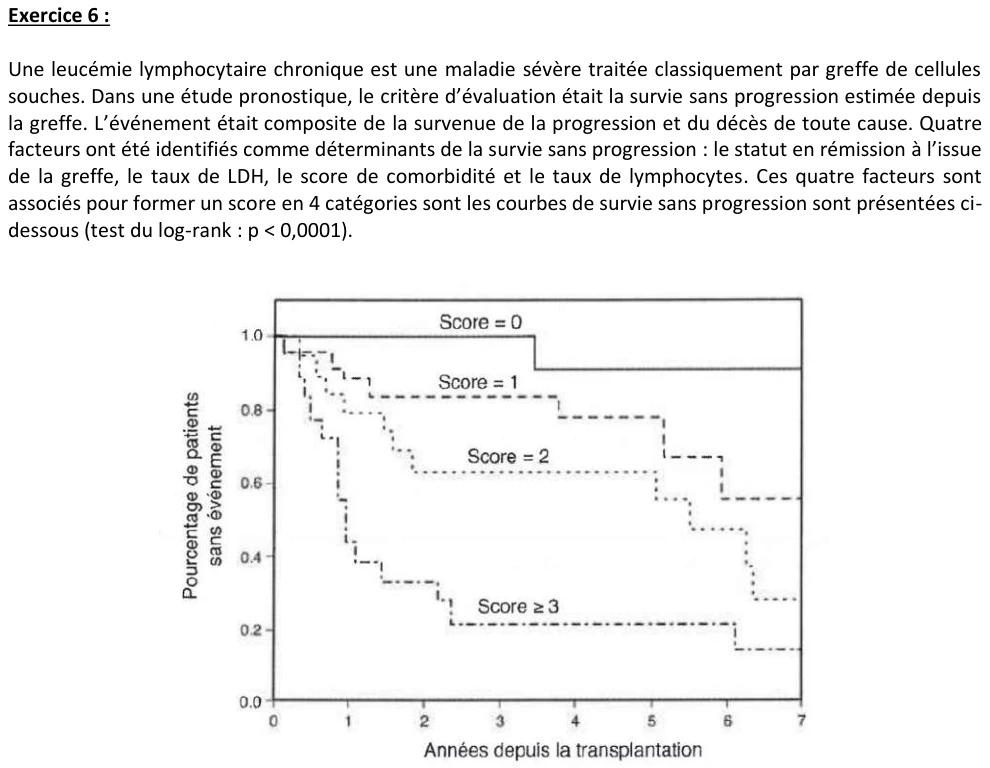 Exercice 6 :
Une leucémie lymphocytaire chronique est une maladie sévère traitée classiquement par greffe de cellules
souches. Dans une étude pronostique, le critère d’évaluation était la survie sans progression estimée depuis
la greffe. L’événement était composite de la survenue de la progression et du décès de toute cause. Quatre
facteurs ont été identifiés comme déterminants de la survie sans progression : le statut en rémission à l’issue
de la greffe, le taux de LDH, le score de comorbidité et le taux de lymphocytes. Ces quatre facteurs sont
associés pour former un score en 4 catégories sont les courbes de survie sans progression sont présentées ci-
dessous (test du log-rank : p < 0,0001).
Pourcentage de patients
sans événement
1.0
0.8
0.6
0.4
0.2
0.0
Score = 0
Score = 1
Score = 2
Score ≥ 3
0 1 2 3 4 5 6 7
Années depuis la transplantation